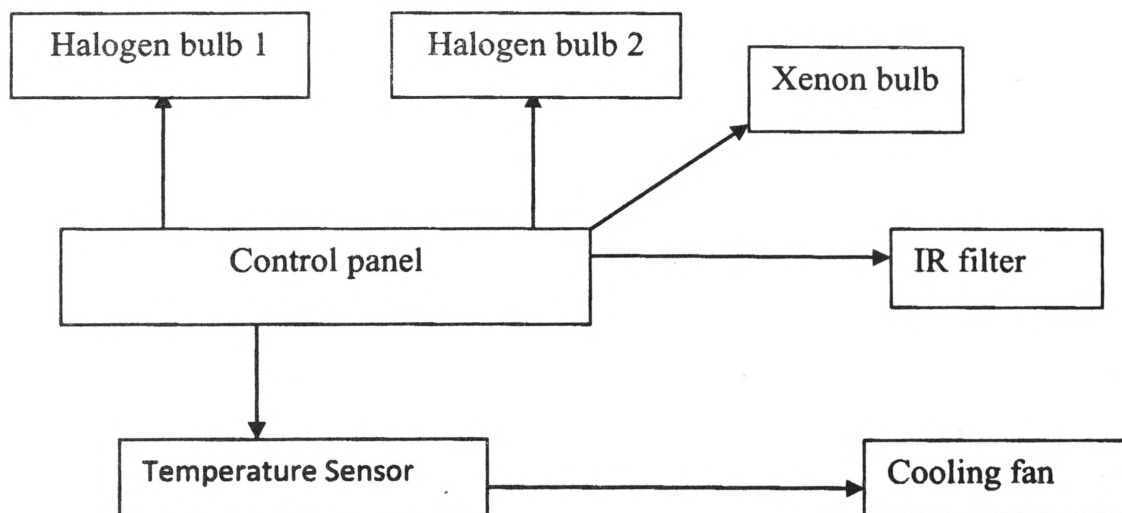 Halogen bulb 1
Halogen bulb 2
Xenon bulb
Control panel
IR filter
Temperature Sensor
Cooling fan